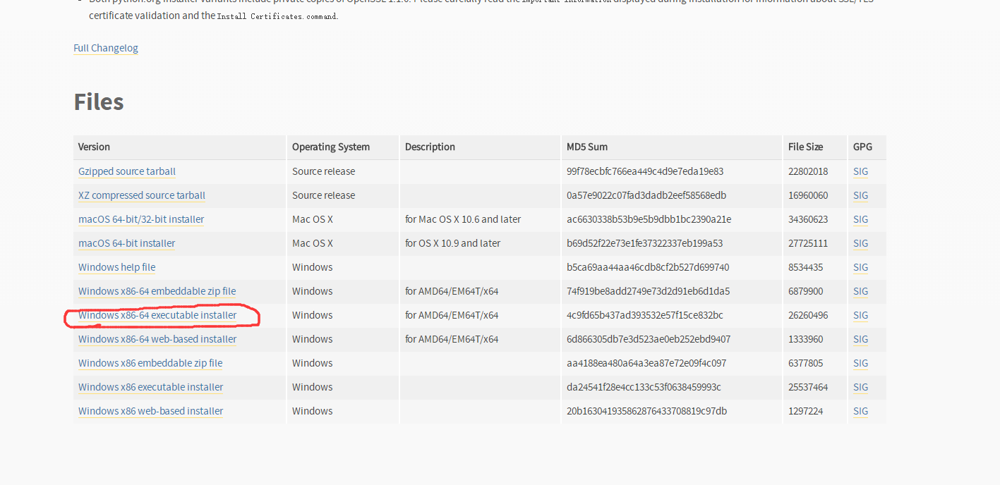 Both python.org installer variants include private copies of OpenSSL 1.1.0. Please carefully read the Important Information displayed during installation for information about SSL/TLS
certificate validation and the Install Certificates.command.
Full Changelog
Files
Version Operating System Description MD5 Sum File Size GPG
Gzipped source tarball Source release 99f78ecbfc766ea449c4d9e7eda19e83 22802018 SIG
XZ compressed source tarball Source release 0a57e9022c07fad3dadb2eef58568edb 16960060 SIG
macOS 64-bit/32-bit installer Mac OS X for Mac OS X 10.6 and later ac6630338b53b9e5b9dbb1bc2390a21e 34360623 SIG
macOS 64-bit installer Mac OS X for OS X 10.9 and later b69d52f22e73e1fe37322337eb199a53 27725111 SIG
Windows help file Windows b5ca69aa44aa46cdb8cf2b527d699740 8534435 SIG
Windows x86-64 embeddable zip file Windows for AMD64/EM64T/x64 74f919be8add2749e73d2d91eb6d1da5 6879900 SIG
Windows x86-64 executable installer Windows for AMD64/EM64T/x64 4c9fd65b437ad393532e57f15ce832bc 26260496 SIG
Windows x86-64 web-based installer Windows for AMD64/EM64T/x64 6d866305db7e3d523ae0eb252ebd9407 1333960 SIG
Windows x86 embeddable zip file Windows aa4188ea480a64a3ea87e72e09f4c097 6377805 SIG
Windows x86 executable installer Windows da24541f28e4cc133c53f0638459993c 25537464 SIG
Windows x86 web-based installer Windows 20b163041935862876433708819c97db 1297224 SIG